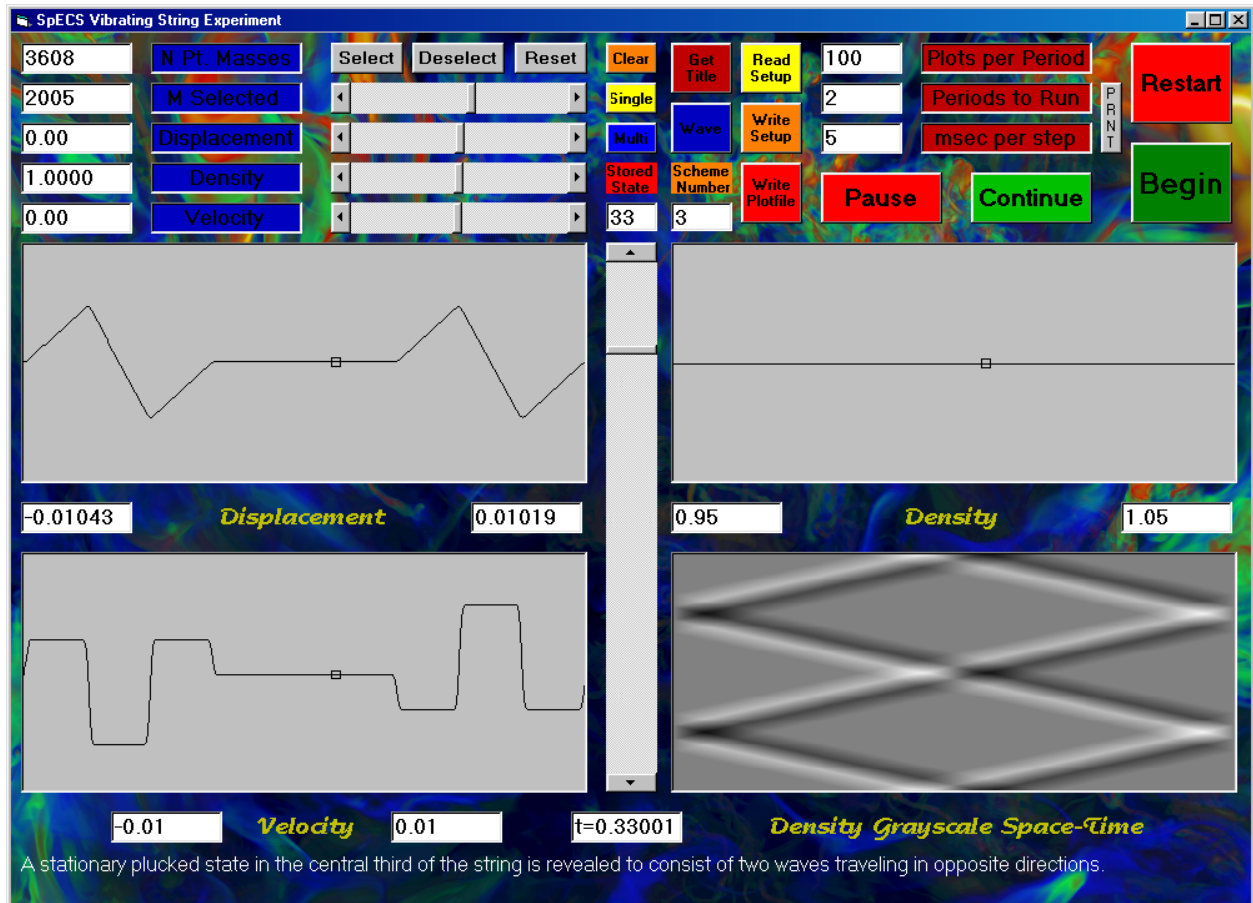 SpECS Vibrating String Experiment
3608 N Pt. Masses Select Deselect Reset
2005 M Selected
0.00 Displacement
1.0000 Density
0.00 Velocity
Clear
Single
Multi
Stored
State
33
Get
Title
Wave
Scheme
Number
3
Read
Setup
Write
Setup
Write
Plotfile
100 Plots per Period
2 Periods to Run
5 msec per step
PRNT
Restart
Pause Continue Begin
-0.01043 Displacement 0.01019
0.95 Density 1.05
-0.01 Velocity 0.01 t=0.33001 Density Grayscale Space-Time
A stationary plucked state in the central third of the string is revealed to consist of two waves traveling in opposite directions.